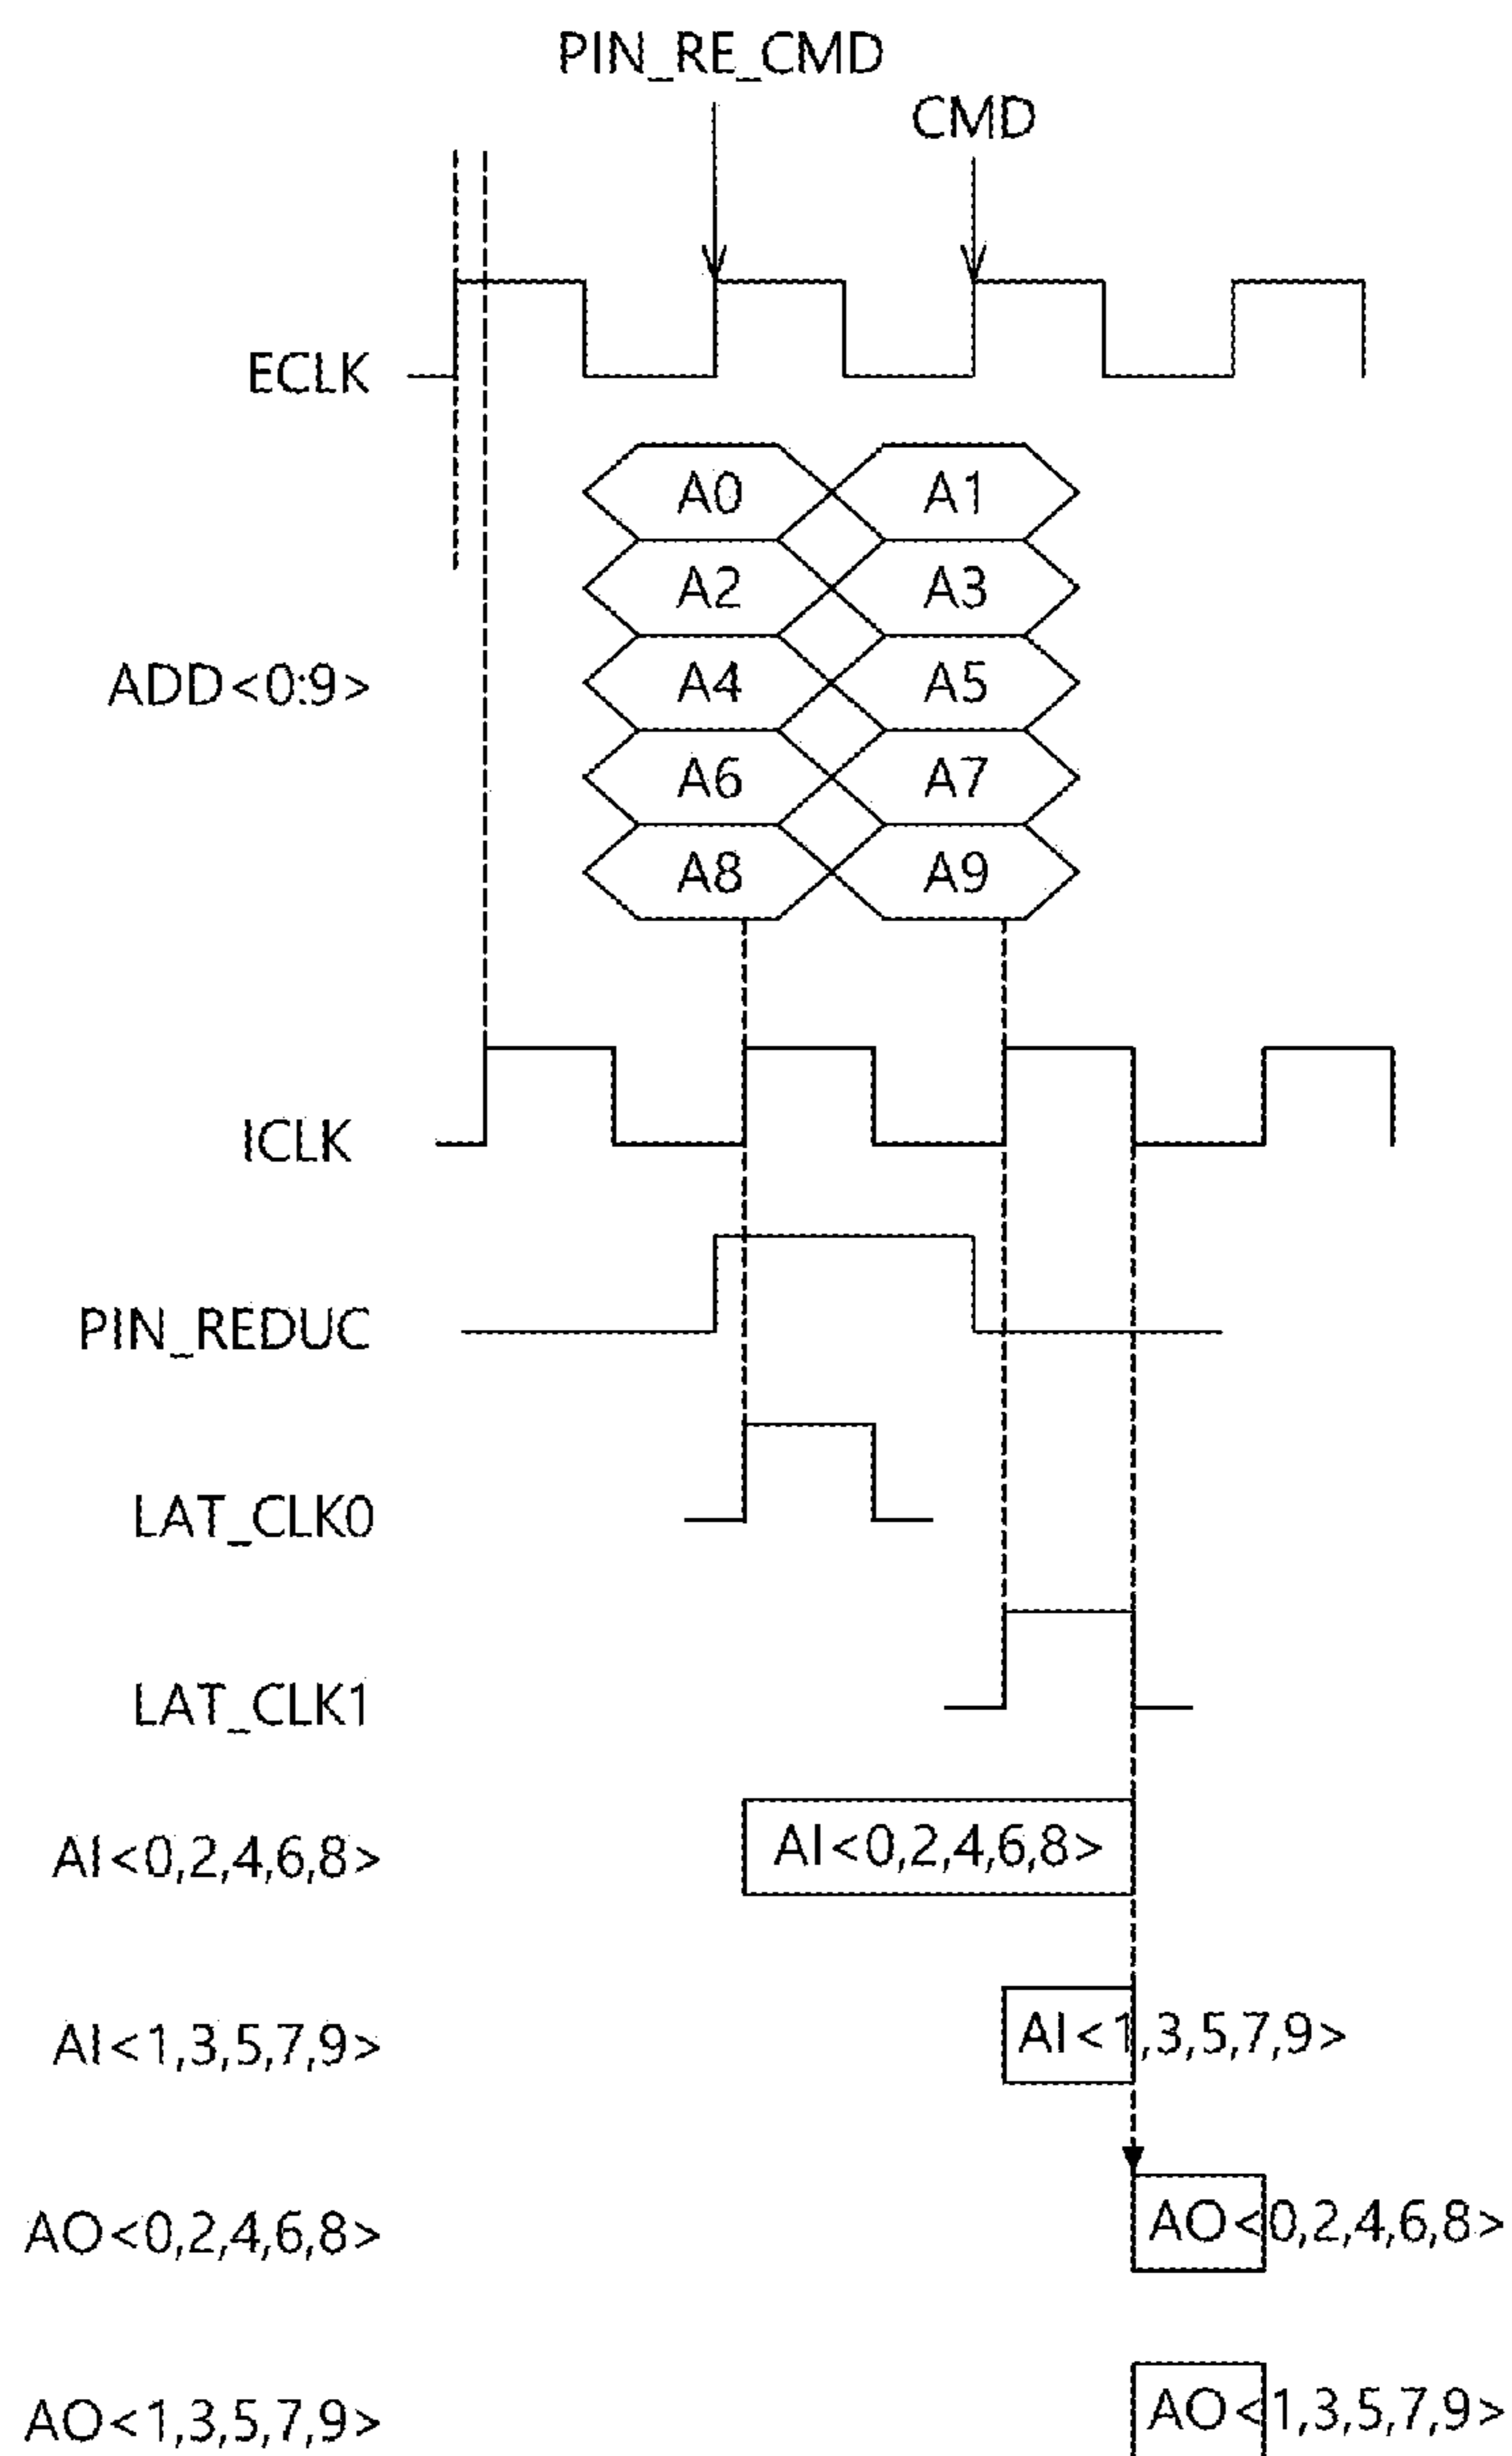 PIN_RE_CMD
CMD
ECLK
A0 A1
A2 A3
ADD<0:9>
A4 A5
A6 A7
A8 A9
ICLK
PIN_REDUC
LAT_CLK0
LAT_CLK1
AI<0,2,4,6,8> AI<0,2,4,6,8>
AI<1,3,5,7,9> AI<1,3,5,7,9>
AO<0,2,4,6,8> AO<0,2,4,6,8>
AO<1,3,5,7,9> AO<1,3,5,7,9>